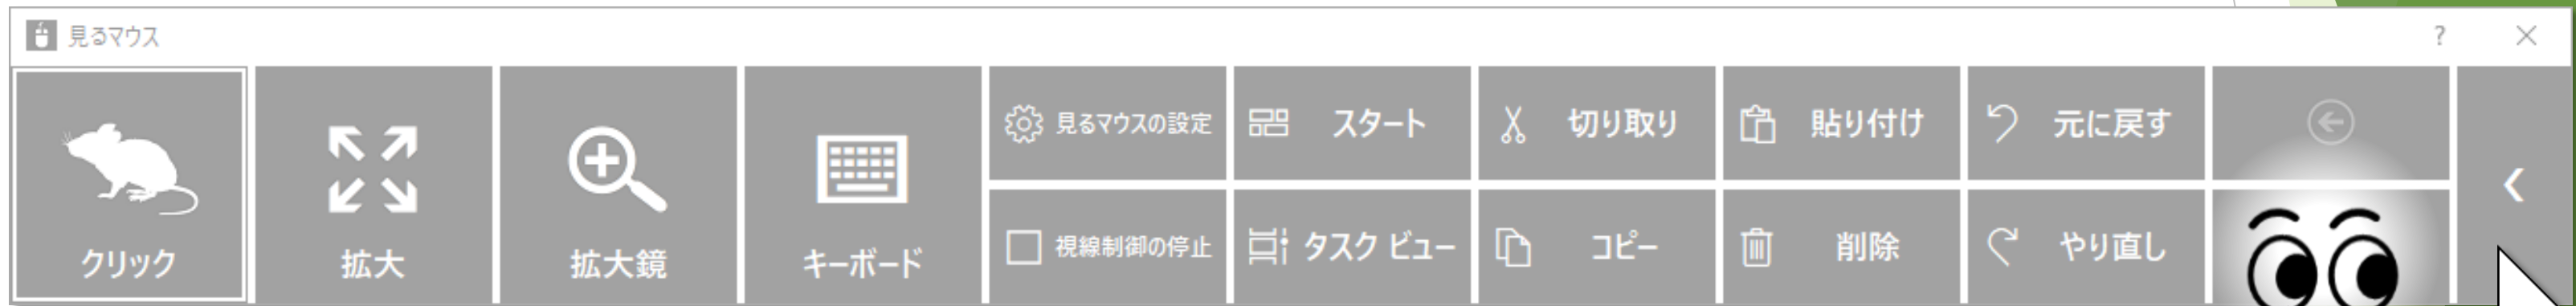 見るマウス
?
クリック
拡大
拡大鏡
キーボード
見るマウスの設定
視線制御の停止
スタート
タスク ビュー
切り取り
コピー
貼り付け
削除
元に戻す
やり直し